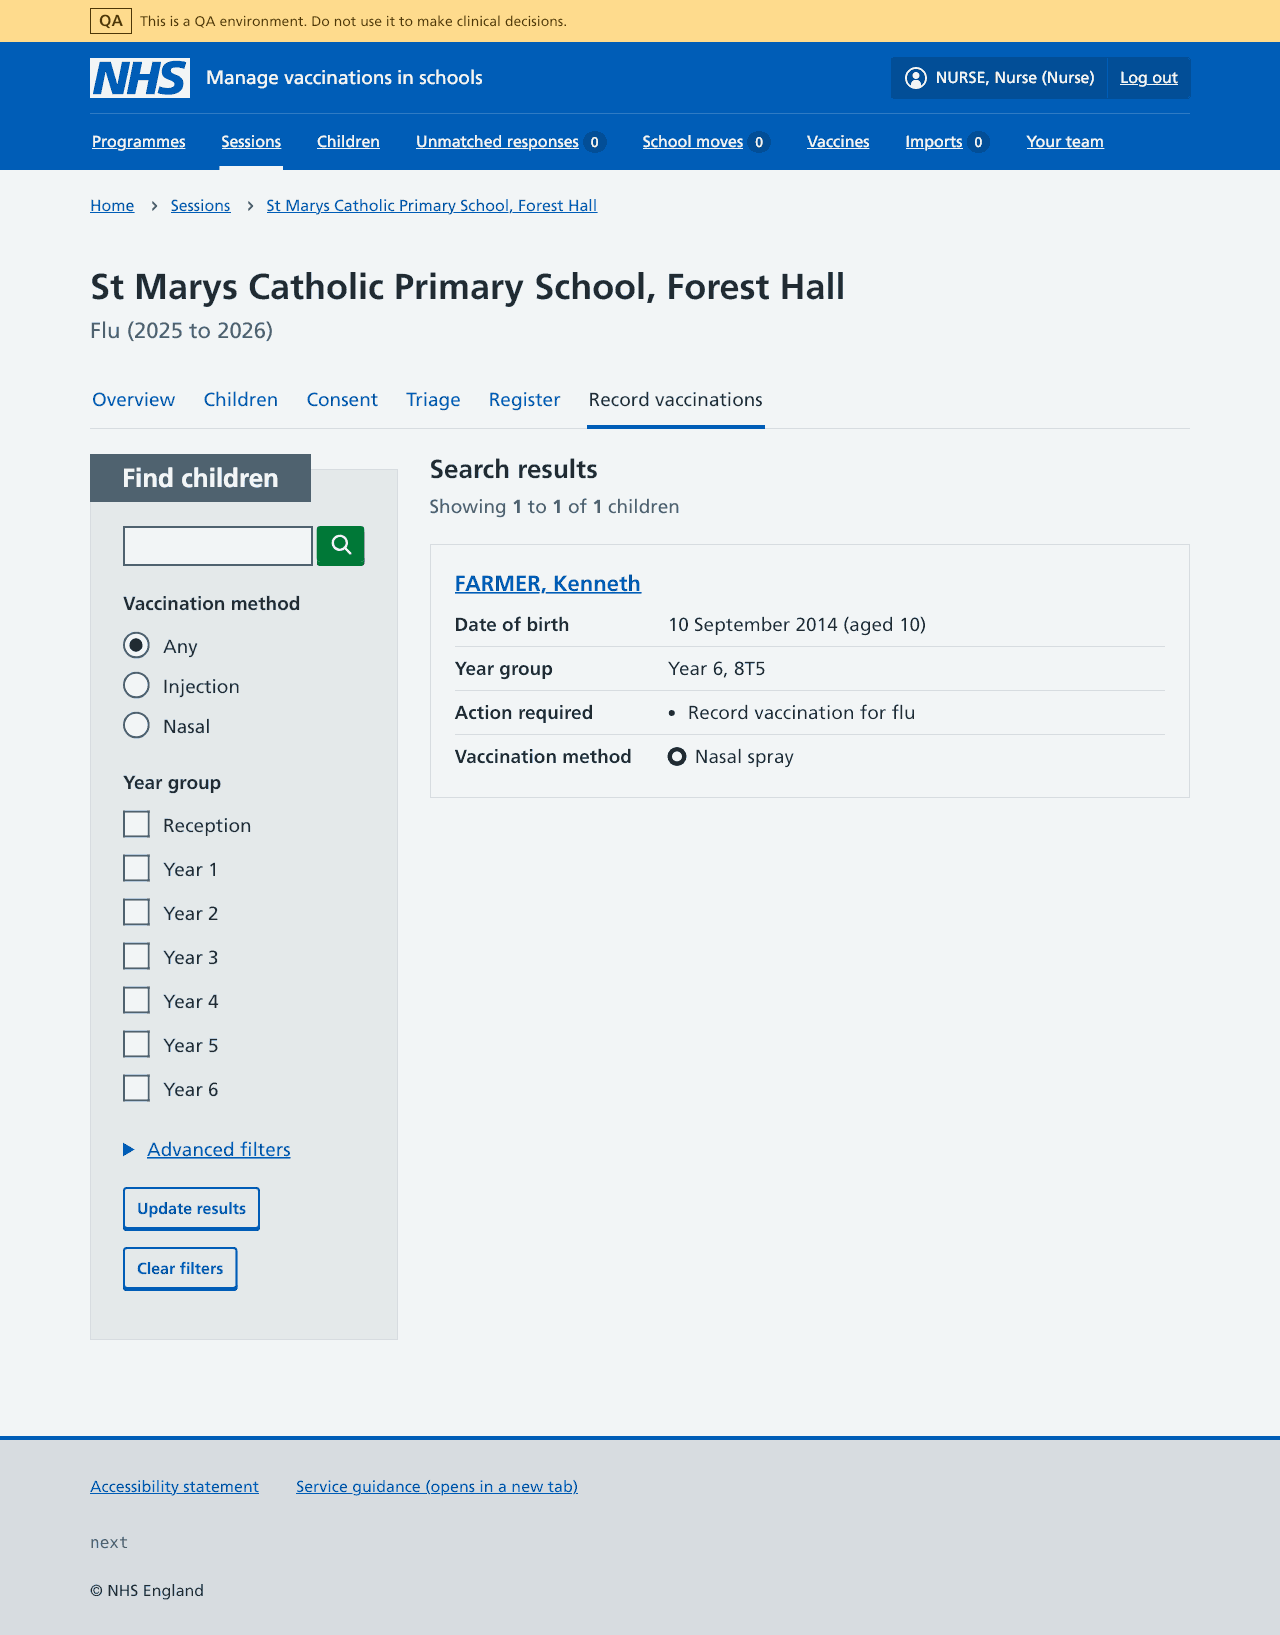 QA This is a QA environment. Do not use it to make clinical decisions.
NHS Manage vaccinations in schools
NURSE, Nurse (Nurse) Log out
Programmes Sessions Children Unmatched responses 0 School moves 0 Vaccines Imports 0 Your team
Home Sessions St Marys Catholic Primary School, Forest Hall
St Marys Catholic Primary School, Forest Hall
Flu (2025 to 2026)
Overview Children Consent Triage Register Record vaccinations
Find children
Vaccination method
Any
Injection
Nasal
Year group
Reception
Year 1
Year 2
Year 3
Year 4
Year 5
Year 6
Advanced filters
Update results
Clear filters
Search results
Showing 1 to 1 of 1 children
FARMER, Kenneth
Date of birth 10 September 2014 (aged 10)
Year group Year 6, 8T5
Action required • Record vaccination for flu
Vaccination method Nasal spray
Accessibility statement Service guidance (opens in a new tab)
next
© NHS England